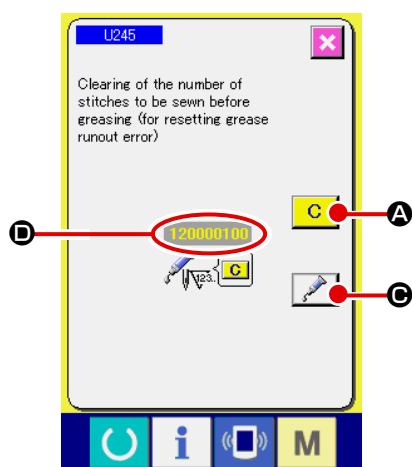 U245
Clearing of the number of
stitches to be sewn before
greasing (for resetting grease
runout error)
C
A
D
120000100
123.
C
C
i
M